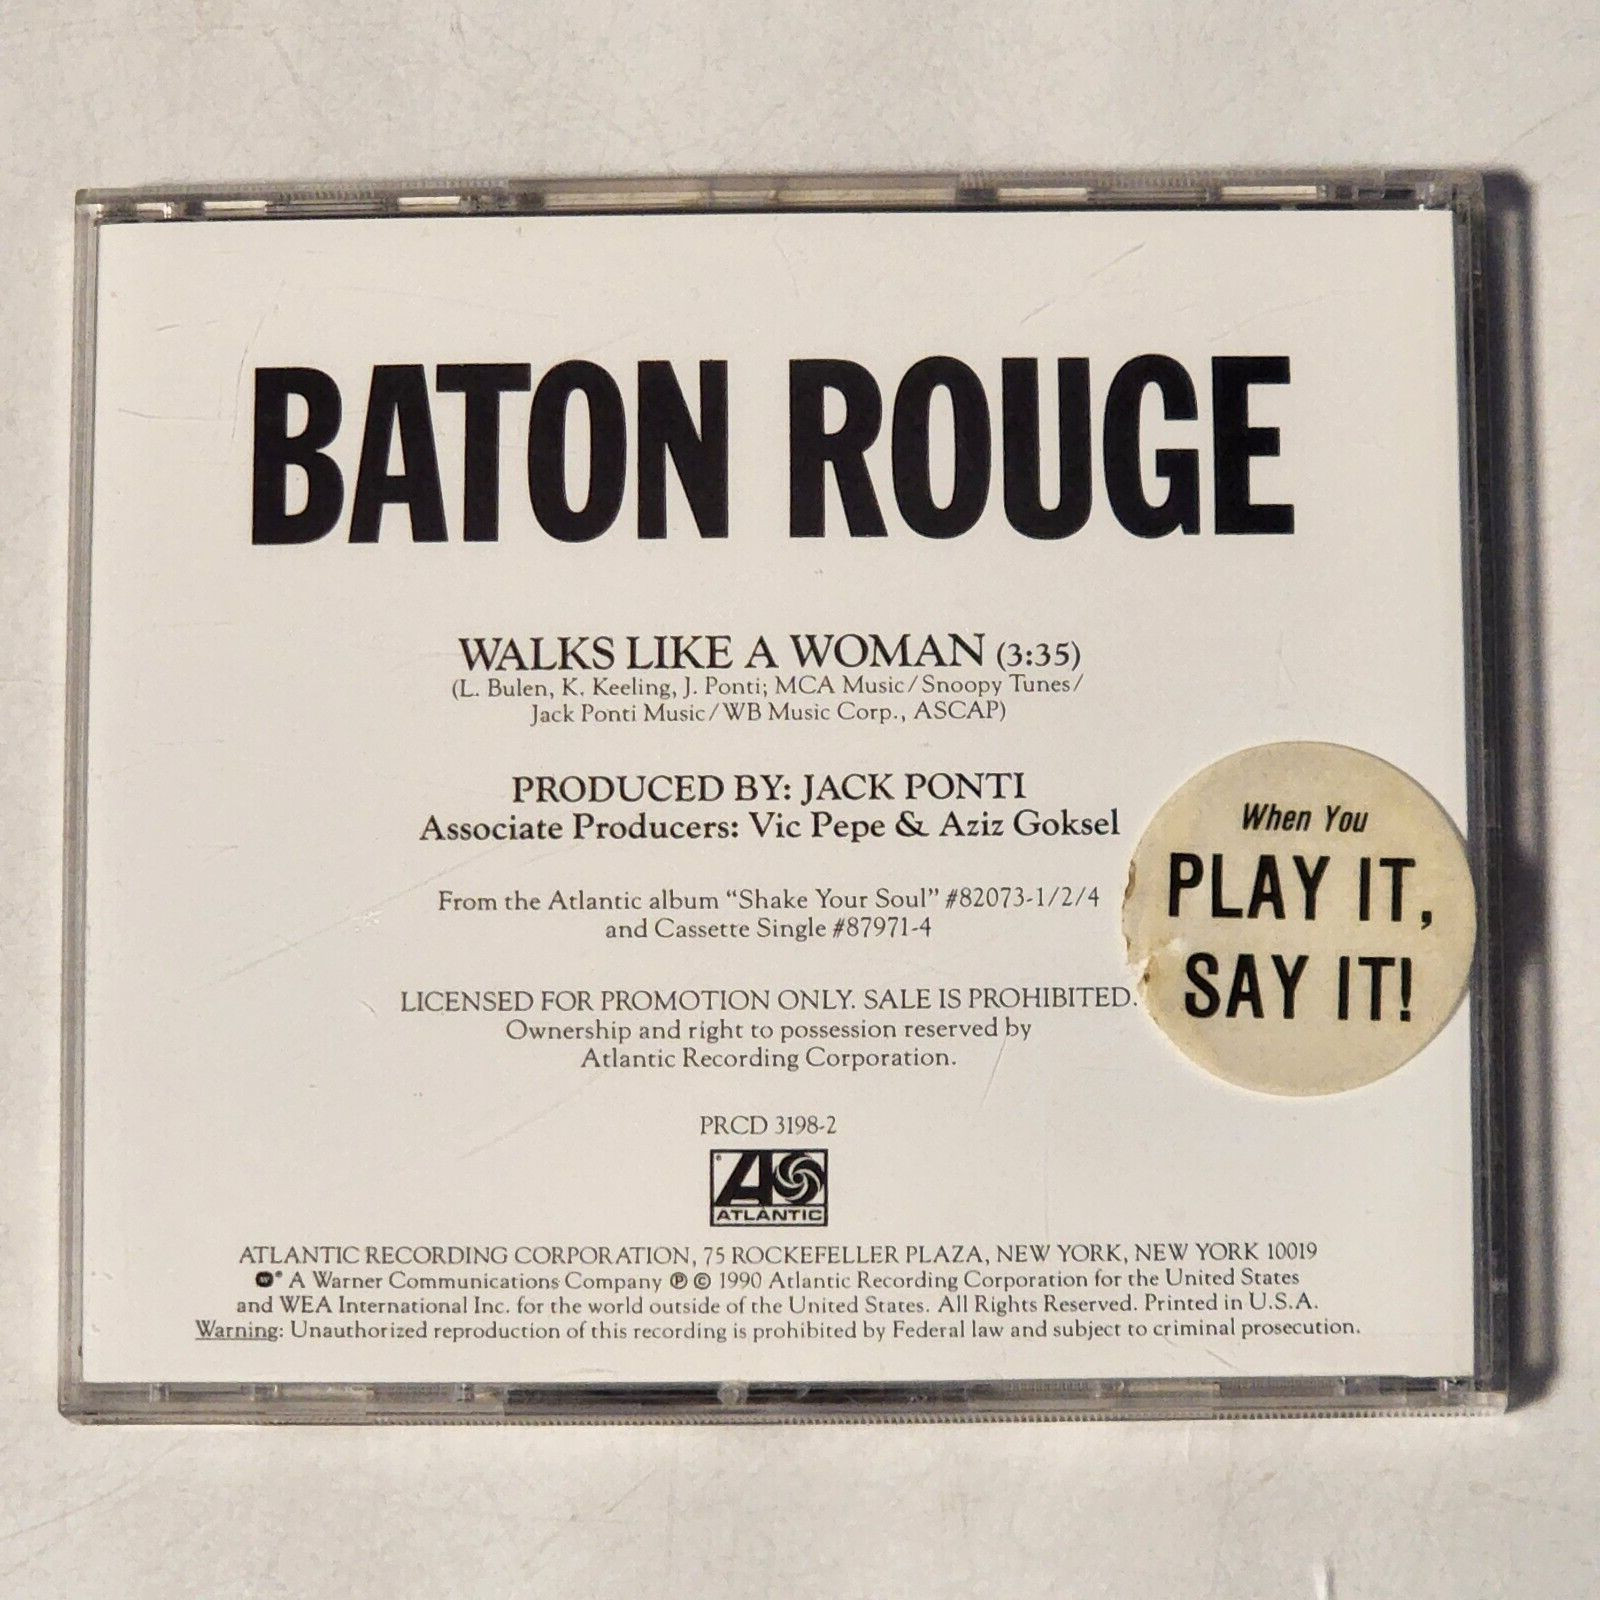 BATON ROUGE
WALKS LIKE A WOMAN (3:35)
(L. Bulen, K. Keeling, J. Ponti; MCA Music/Snoopy Tunes/
Jack Ponti Music/WB Music Corp., ASCAP)
PRODUCED BY: JACK PONTI
Associate Producers: Vic Pepe & Aziz Goksel
When You
PLAY IT,
SAY IT!
From the Atlantic album "Shake Your Soul" #82073-1/2/4
and Cassette Single #87971-4
LICENSED FOR PROMOTION ONLY. SALE IS PROHIBITED.
Ownership and right to possession reserved by
Atlantic Recording Corporation.
PRCD 3198-2
ATLANTIC
ATLANTIC RECORDING CORPORATION, 75 ROCKEFELLER PLAZA, NEW YORK, NEW YORK 10019
® A Warner Communications Company ℗ © 1990 Atlantic Recording Corporation for the United States
and WEA International Inc. for the world outside of the United States. All Rights Reserved. Printed in U.S.A.
Warning: Unauthorized reproduction of this recording is prohibited by Federal law and subject to criminal prosecution.